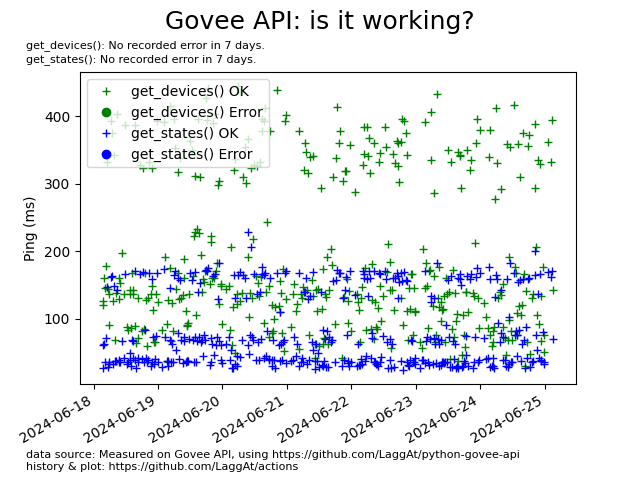 Govee API: is it working?
get_devices(): No recorded error in 7 days.
get_states(): No recorded error in 7 days.
get_devices() OK
get_devices() Error
get_states() OK
get_states() Error
400
300
200
100
Ping (ms)
2024-06-18
2024-06-19
2024-06-20
2024-06-21
2024-06-22
2024-06-23
2024-06-24
2024-06-25
data source: Measured on Govee API, using https://github.com/LaggAt/python-govee-api
history & plot: https://github.com/LaggAt/actions